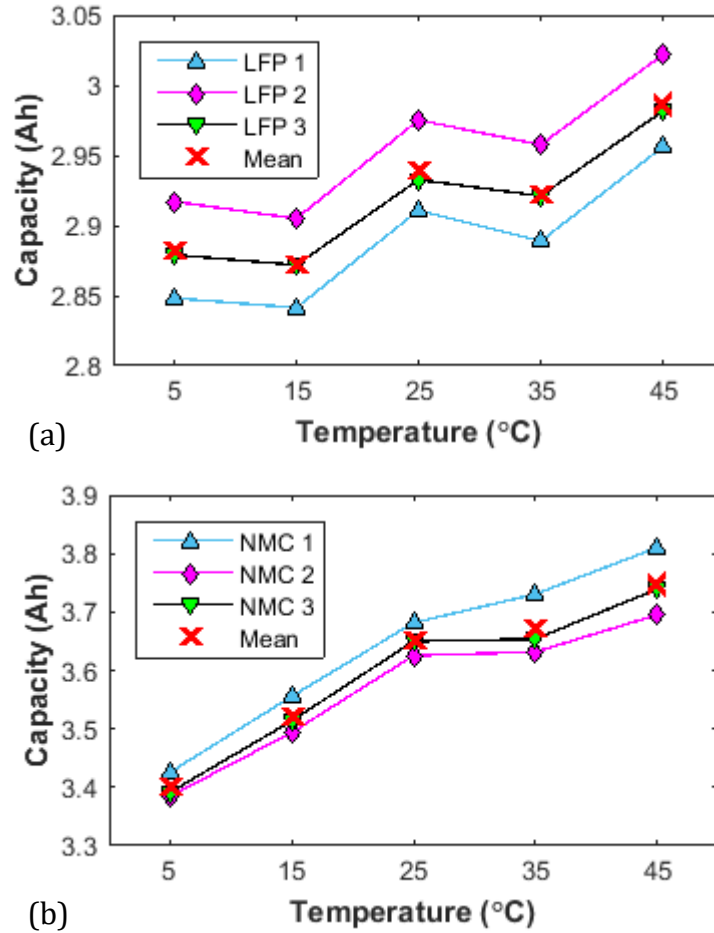 3.05
3
2.95
2.9
2.85
2.8
Capacity (Ah)
LFP 1
LFP 2
LFP 3
Mean
5 15 25 35 45
Temperature (°C)
(a)
3.9
3.8
3.7
3.6
3.5
3.4
3.3
Capacity (Ah)
NMC 1
NMC 2
NMC 3
Mean
5 15 25 35 45
Temperature (°C)
(b)